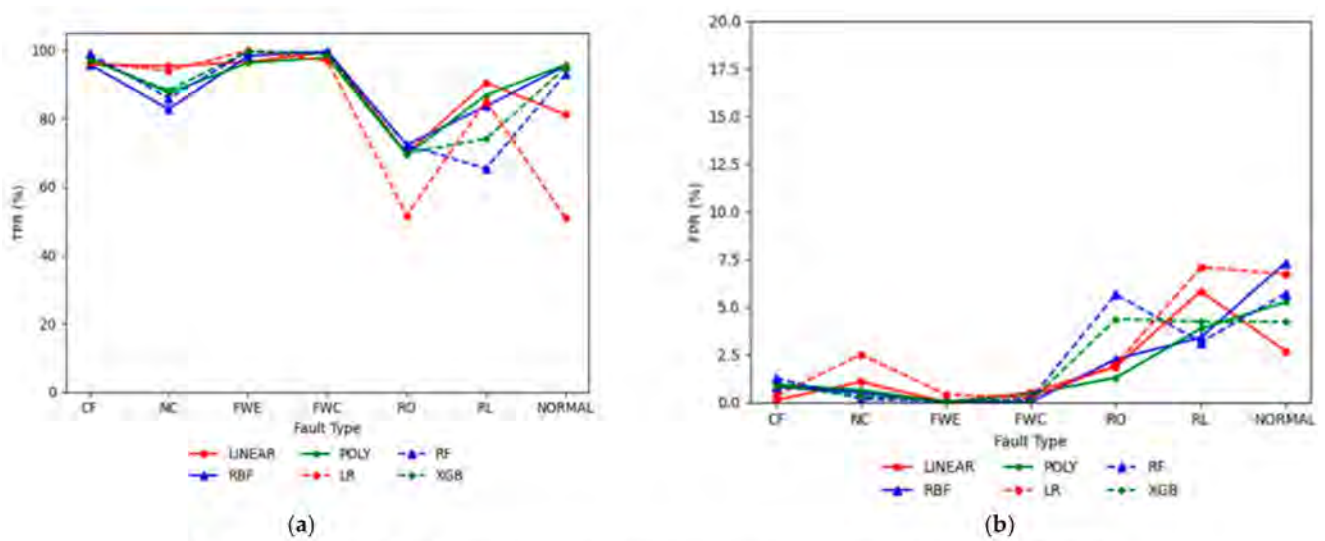 100
80
60
40
20
0
TPR (%)
CF NC FWE FWC RO RL NORMAL
Fault Type
LINEAR POLY RF
RBF LR XGB
(a)
20.0
17.5
15.0
12.5
10.0
7.5
5.0
2.5
0.0
FPR (%)
CF NC FWE FWC RO RL NORMAL
Fault Type
LINEAR POLY RF
RBF LR XGB
(b)